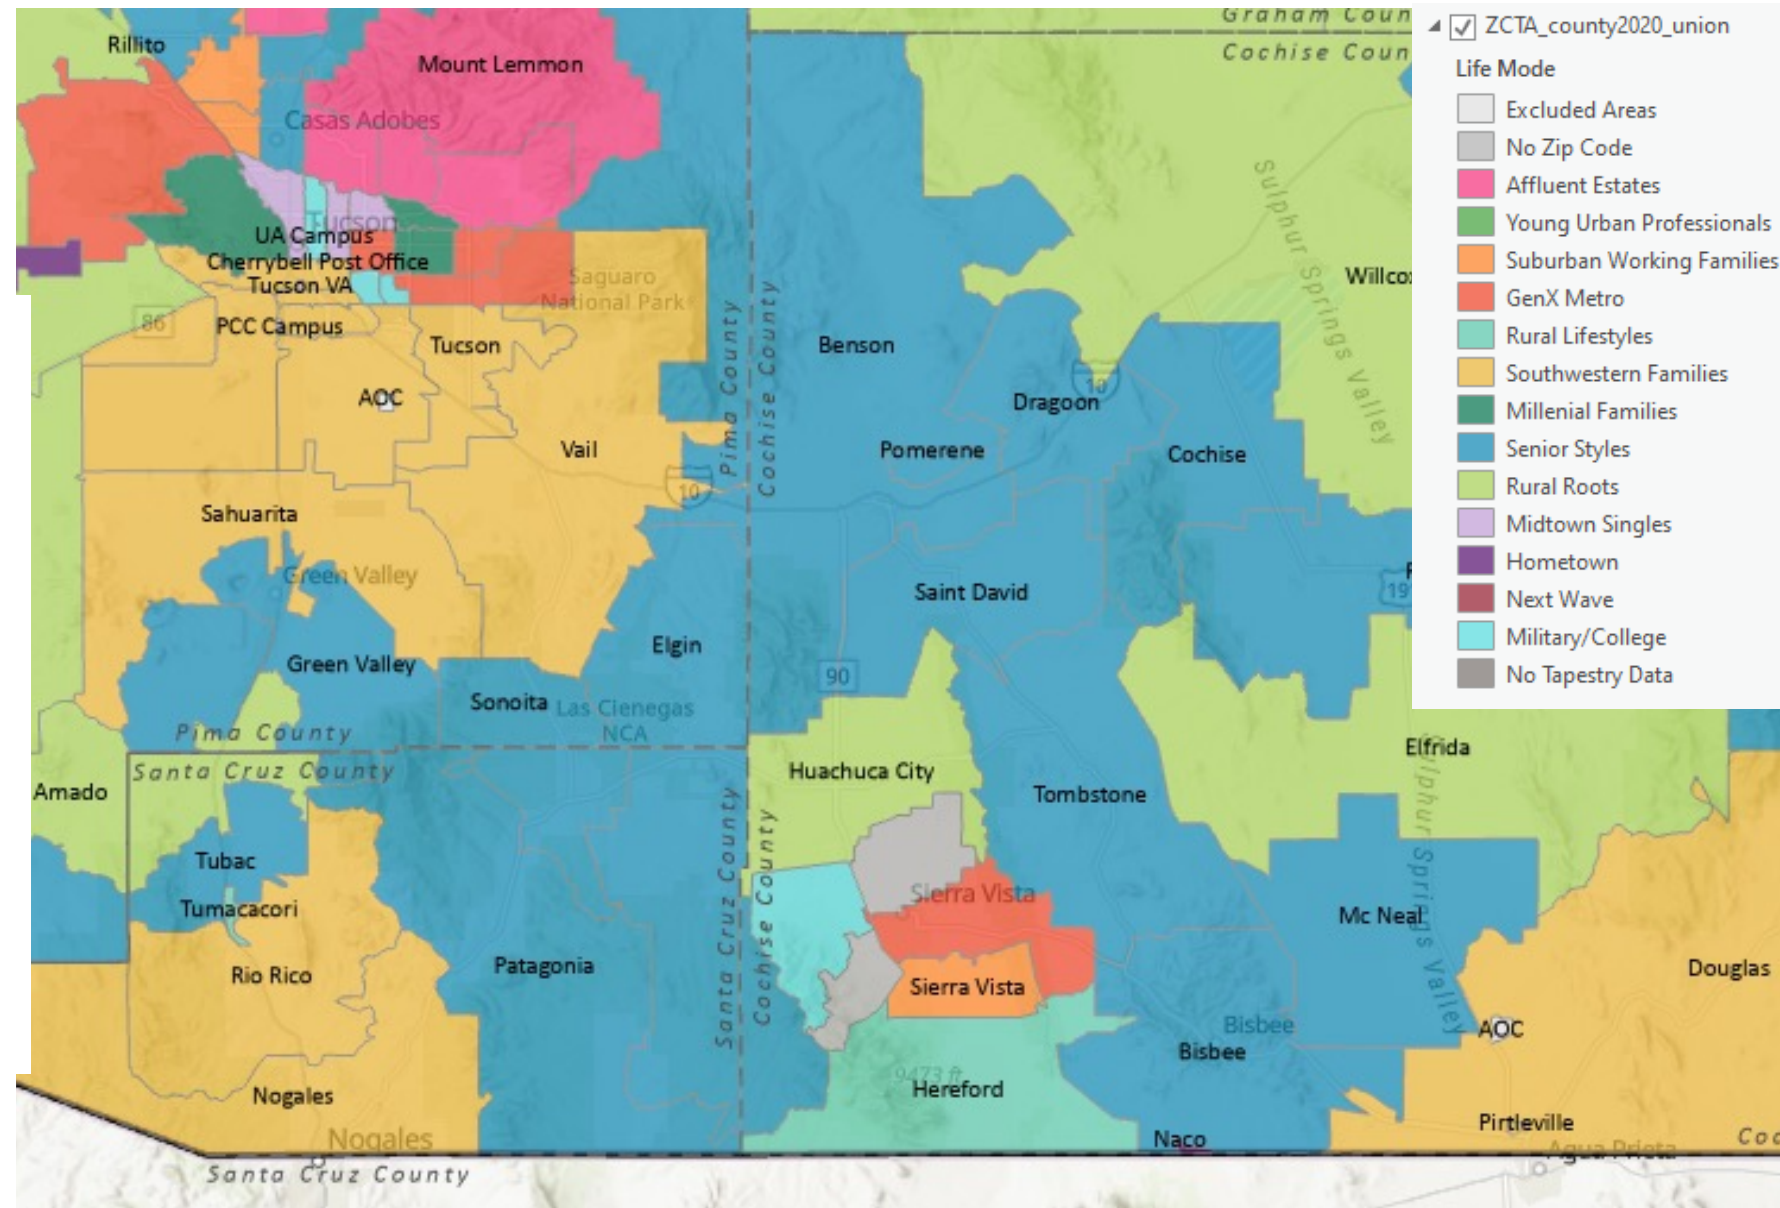 Graham Coun
Cochise Coun
Rillito
Mount Lemmon
Casas Adobes
Tucson
UA Campus
Cherrybell Post Office
Tucson VA
Saguaro
National Park
Sulphur Springs Valley
Willcox
86
PCC Campus
Tucson
AOC
Pima County
Cochise County
Benson
10
Dragoon
Vail
Pomerene
Cochise
10
Sahuarita
Green Valley
Saint David
19
Elgin
Green Valley
90
Sonoita
Las Cienegas
NCA
Pima County
Santa Cruz County
Amado
Huachuca City
Elfrida
Tombstone
Sulphur Springs Valley
Santa Cruz County
Cochise County
Tubac
Sierra Vista
Tumacacori
Mc Neal
Rio Rico
Patagonia
Sierra Vista
Douglas
Bisbee
AOC
Bisbee
9473 ft
Hereford
Nogales
Pirtleville
Nogales
Naco
Coc
Agua Prieta
Santa Cruz County
ZCTA_county2020_union
Life Mode
Excluded Areas
No Zip Code
Affluent Estates
Young Urban Professionals
Suburban Working Families
GenX Metro
Rural Lifestyles
Southwestern Families
Millenial Families
Senior Styles
Rural Roots
Midtown Singles
Hometown
Next Wave
Military/College
No Tapestry Data